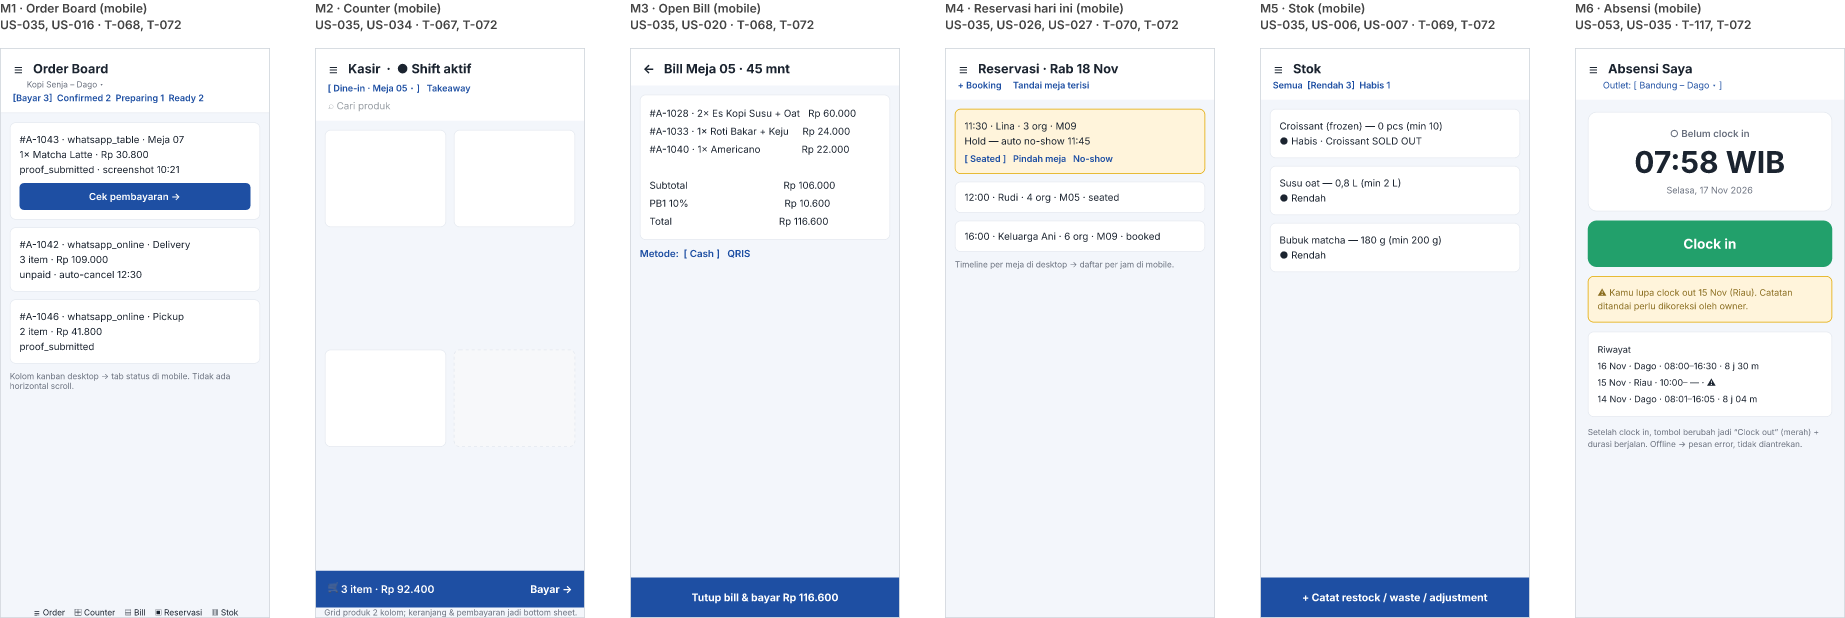 M1 · Order Board (mobile)
US-035, US-016 · T-068, T-072
≡ Order Board
Kopi Senja – Dago ·
[Bayar 3] Confirmed 2 Preparing 1 Ready 2
#A-1043 · whatsapp_table · Meja 07
1× Matcha Latte · Rp 30.800
proof_submitted · screenshot 10:21
Cek pembayaran →
#A-1042 · whatsapp_online · Delivery
3 item · Rp 109.000
unpaid · auto-cancel 12:30
#A-1046 · whatsapp_online · Pickup
2 item · Rp 41.800
proof_submitted
Kolom kanban desktop → tab status di mobile. Tidak ada
horizontal scroll.
≡ Order ⊞ Counter ▤ Bill ▣ Reservasi ▥ Stok
M2 · Counter (mobile)
US-035, US-034 · T-067, T-072
≡ Kasir · ● Shift aktif
[ Dine-in · Meja 05 · ] Takeaway
⌕ Cari produk
🛒 3 item · Rp 92.400 Bayar →
Grid produk 2 kolom; keranjang & pembayaran jadi bottom sheet.
M3 · Open Bill (mobile)
US-035, US-020 · T-068, T-072
← Bill Meja 05 · 45 mnt
#A-1028 · 2× Es Kopi Susu + Oat Rp 60.000
#A-1033 · 1× Roti Bakar + Keju Rp 24.000
#A-1040 · 1× Americano Rp 22.000
Subtotal Rp 106.000
PB1 10% Rp 10.600
Total Rp 116.600
Metode: [ Cash ] QRIS
Tutup bill & bayar Rp 116.600
M4 · Reservasi hari ini (mobile)
US-035, US-026, US-027 · T-070, T-072
≡ Reservasi · Rab 18 Nov
+ Booking Tandai meja terisi
11:30 · Lina · 3 org · M09
Hold — auto no-show 11:45
[ Seated ] Pindah meja No-show
12:00 · Rudi · 4 org · M05 · seated
16:00 · Keluarga Ani · 6 org · M09 · booked
Timeline per meja di desktop → daftar per jam di mobile.
M5 · Stok (mobile)
US-035, US-006, US-007 · T-069, T-072
≡ Stok
Semua [Rendah 3] Habis 1
Croissant (frozen) — 0 pcs (min 10)
● Habis · Croissant SOLD OUT
Susu oat — 0,8 L (min 2 L)
● Rendah
Bubuk matcha — 180 g (min 200 g)
● Rendah
+ Catat restock / waste / adjustment
M6 · Absensi (mobile)
US-053, US-035 · T-117, T-072
≡ Absensi Saya
Outlet: [ Bandung – Dago · ]
○ Belum clock in
07:58 WIB
Selasa, 17 Nov 2026
Clock in
⚠ Kamu lupa clock out 15 Nov (Riau). Catatan
ditandai perlu dikoreksi oleh owner.
Riwayat
16 Nov · Dago · 08:00–16:30 · 8 j 30 m
15 Nov · Riau · 10:00– — · ⚠
14 Nov · Dago · 08:01–16:05 · 8 j 04 m
Setelah clock in, tombol berubah jadi "Clock out" (merah) +
durasi berjalan. Offline → pesan error, tidak diantrekan.